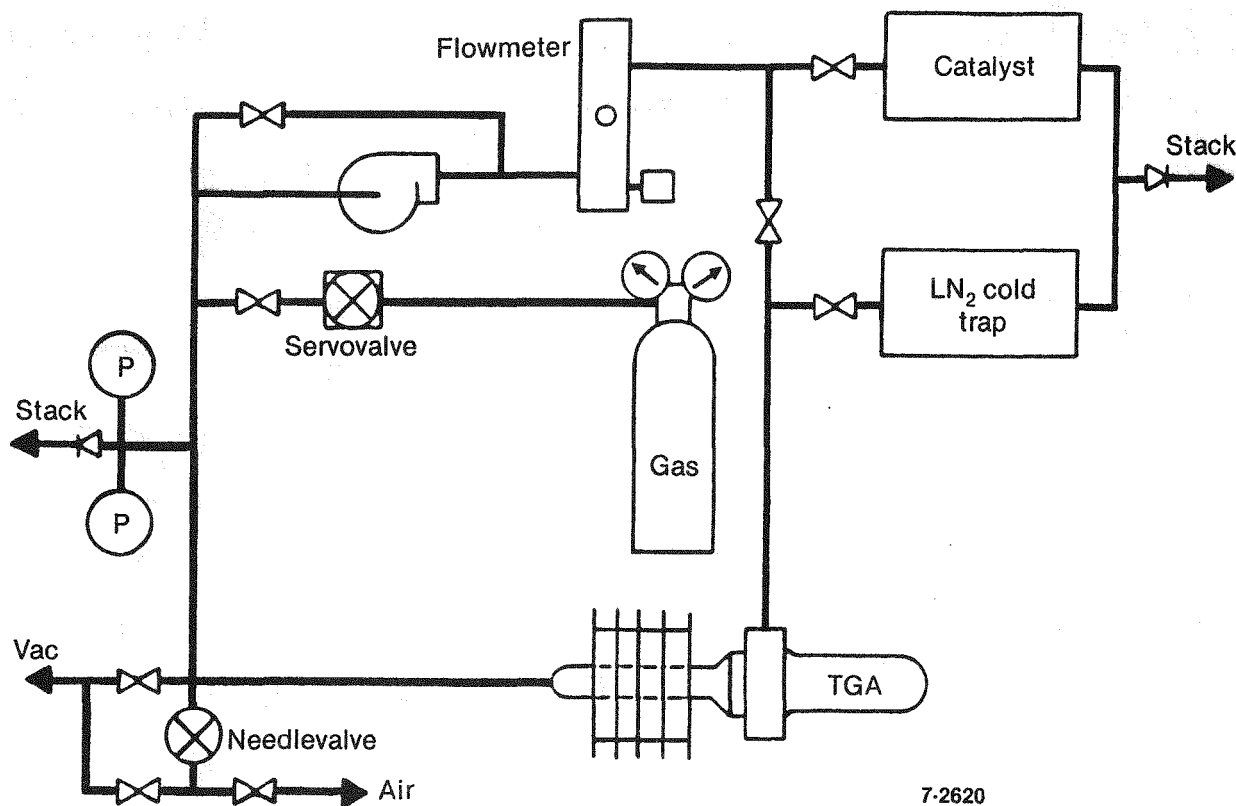 Flowmeter
Catalyst
Stack
LN₂ cold
trap
Servovalve
P
Stack
Gas
P
Vac
TGA
Needlevalve
Air
7-2620